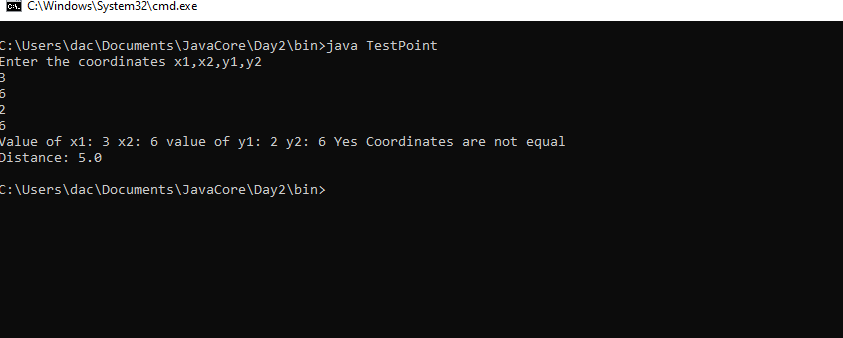 C:\Windows\System32\cmd.exe
C:\Users\dac\Documents\JavaCore\Day2\bin>java TestPoint
Enter the coordinates x1,x2,y1,y2
3
6
2
6
Value of x1: 3 x2: 6 value of y1: 2 y2: 6 Yes Coordinates are not equal
Distance: 5.0
C:\Users\dac\Documents\JavaCore\Day2\bin>